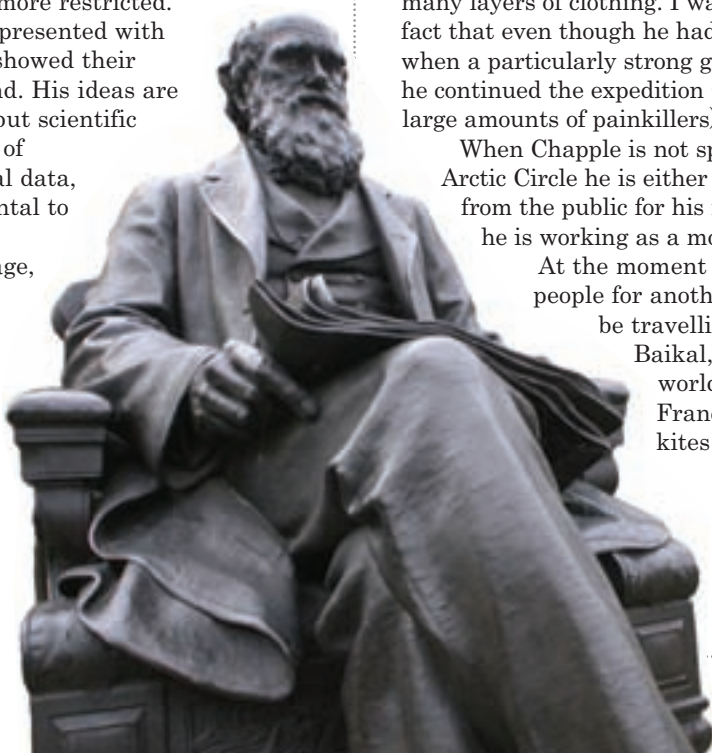 more restricted.
presented with
showed their
nd. His ideas are
scientific
of
al data,
ntal to
ge,
many layers of clothing. I wa
fact that even though he had
when a particularly strong g
he continued the expedition
large amounts of painkillers)
When Chapple is not sp
Arctic Circle he is either
from the public for his
he is working as a mo
At the moment
people for anoth
be travelli
Baikal,
world
Franc
kites